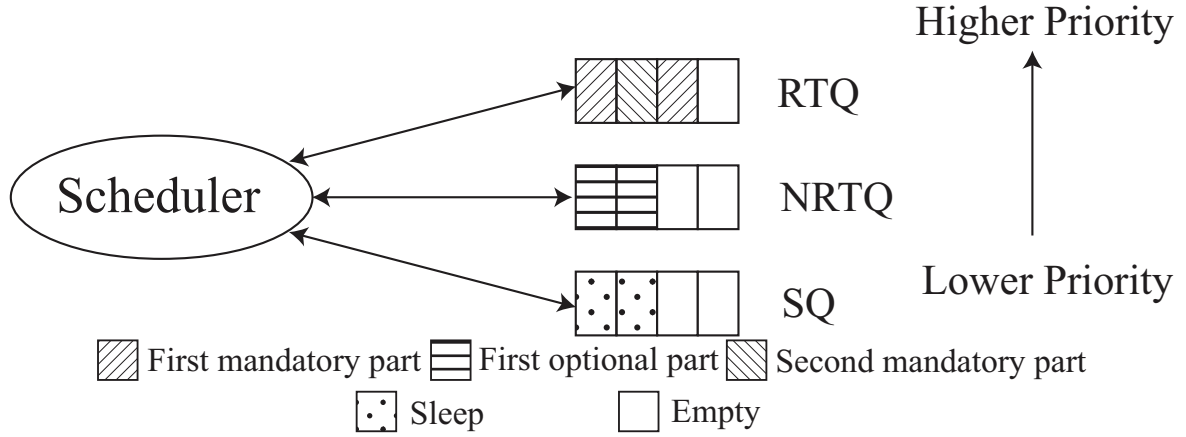 Higher Priority
RTQ
Scheduler
NRTQ
Lower Priority
SQ
First mandatory part
First optional part
Second mandatory part
Sleep
Empty